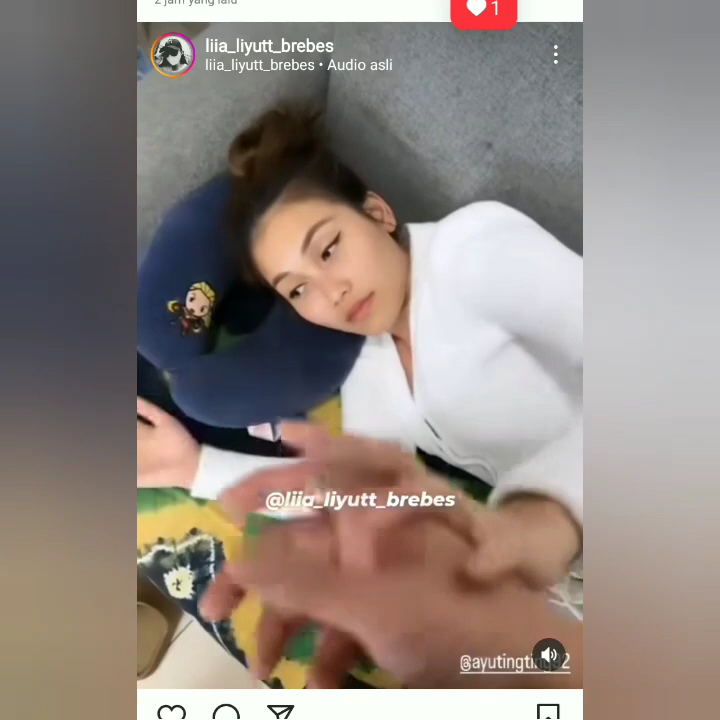 2 jam yang lalu
1
liia_liyutt_brebes
liia_liyutt_brebes • Audio asli
@liia_liyutt_brebes